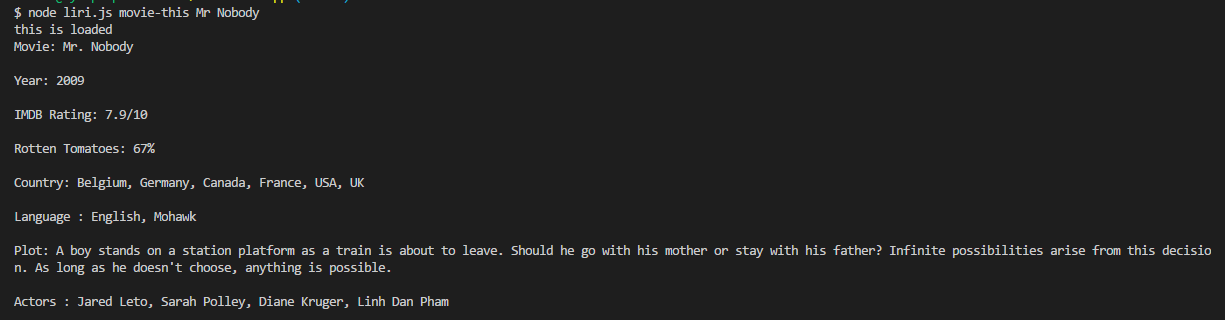 $ node liri.js movie-this Mr Nobody
this is loaded
Movie: Mr. Nobody
Year: 2009
IMDB Rating: 7.9/10
Rotten Tomatoes: 67%
Country: Belgium, Germany, Canada, France, USA, UK
Language : English, Mohawk
Plot: A boy stands on a station platform as a train is about to leave. Should he go with his mother or stay with his father? Infinite possibilities arise from this decisio
n. As long as he doesn't choose, anything is possible.
Actors : Jared Leto, Sarah Polley, Diane Kruger, Linh Dan Pham